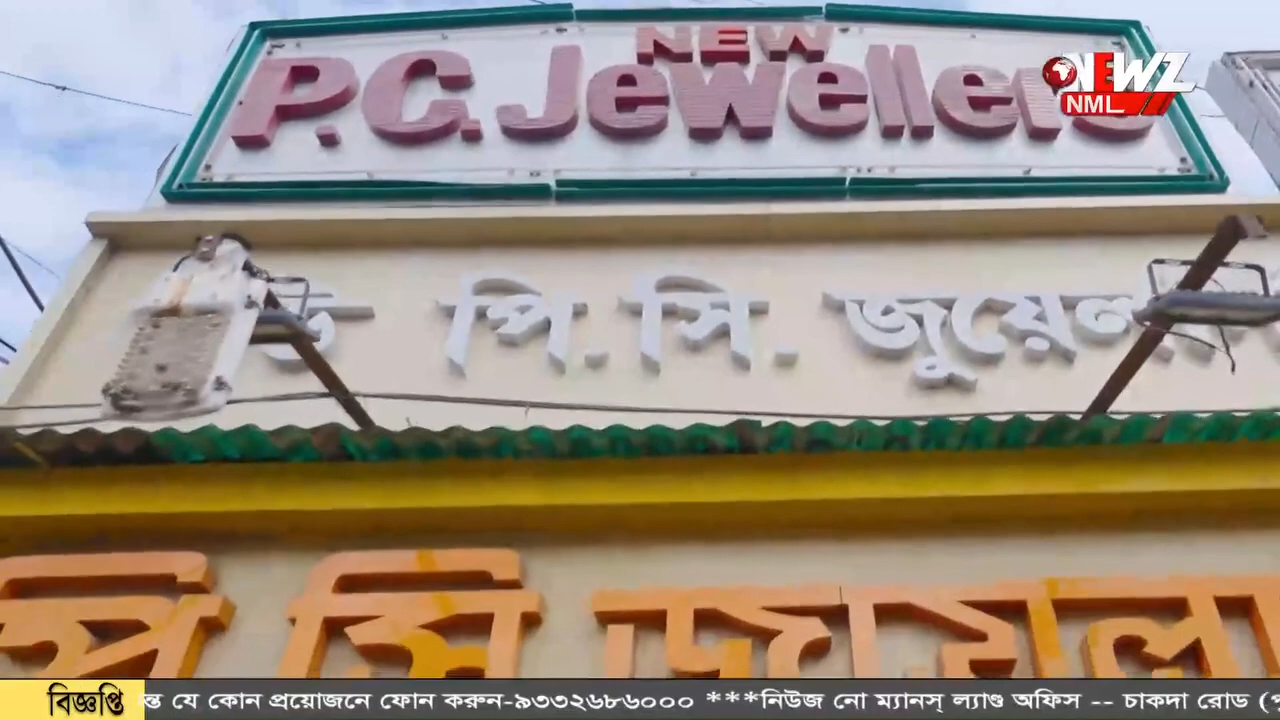 NEW
P.C. Jewellers
NEWZ
NML
উ পি. সি. জুয়েল
পি সি জুয়েলা
বিজ্ঞপ্তি
ন্ত যে কোন প্রয়োজনে ফোন করুন-৯৩৩২৬৮৬০০০ ***নিউজ নো ম্যানস্ ল্যাণ্ড অফিস -- চাকদা রোড (পু